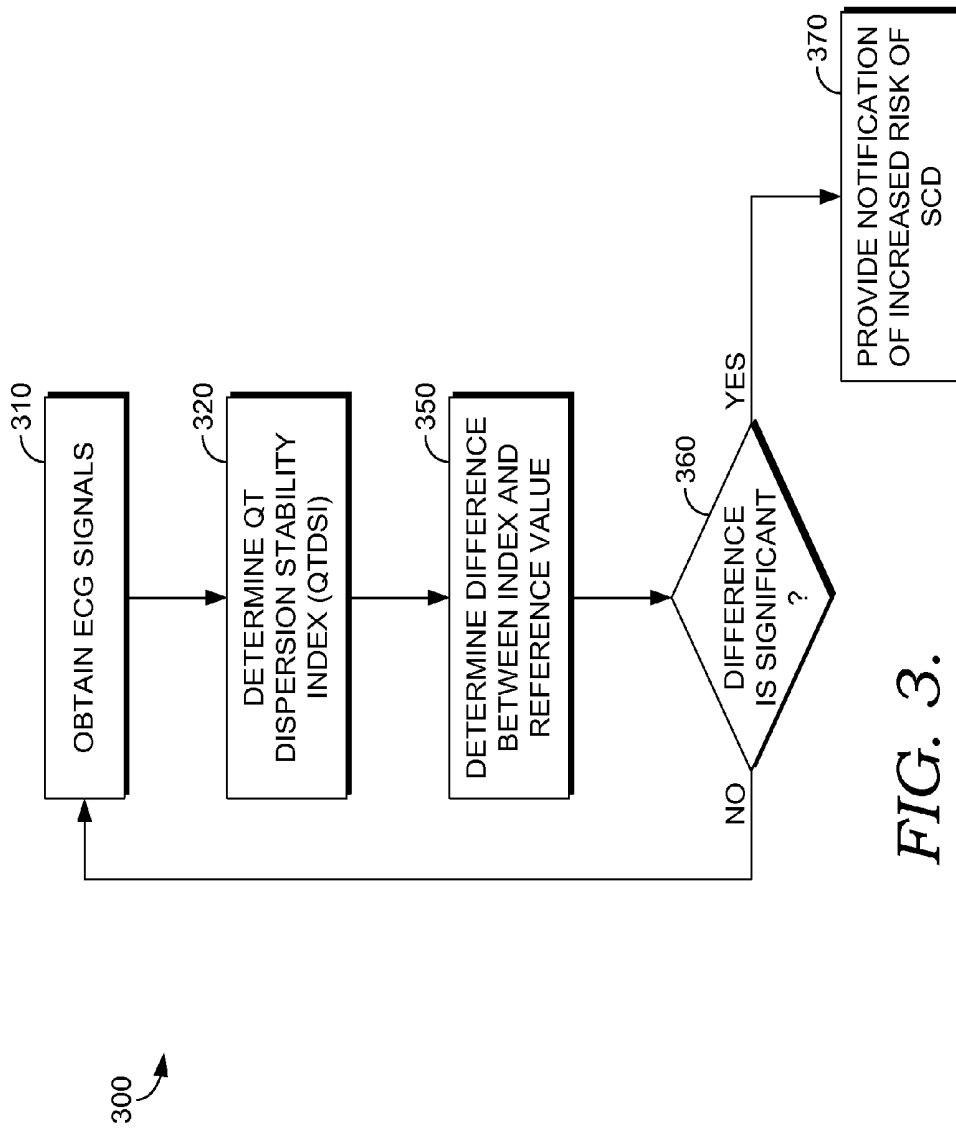 300
310
OBTAIN ECG SIGNALS
320
DETERMINE QT
DISPERSION STABILITY
INDEX (QTDSI)
350
DETERMINE DIFFERENCE
BETWEEN INDEX AND
REFERENCE VALUE
360
DIFFERENCE
IS SIGNIFICANT
?
NO
YES
370
PROVIDE NOTIFICATION
OF INCREASED RISK OF
SCD
FIG. 3.